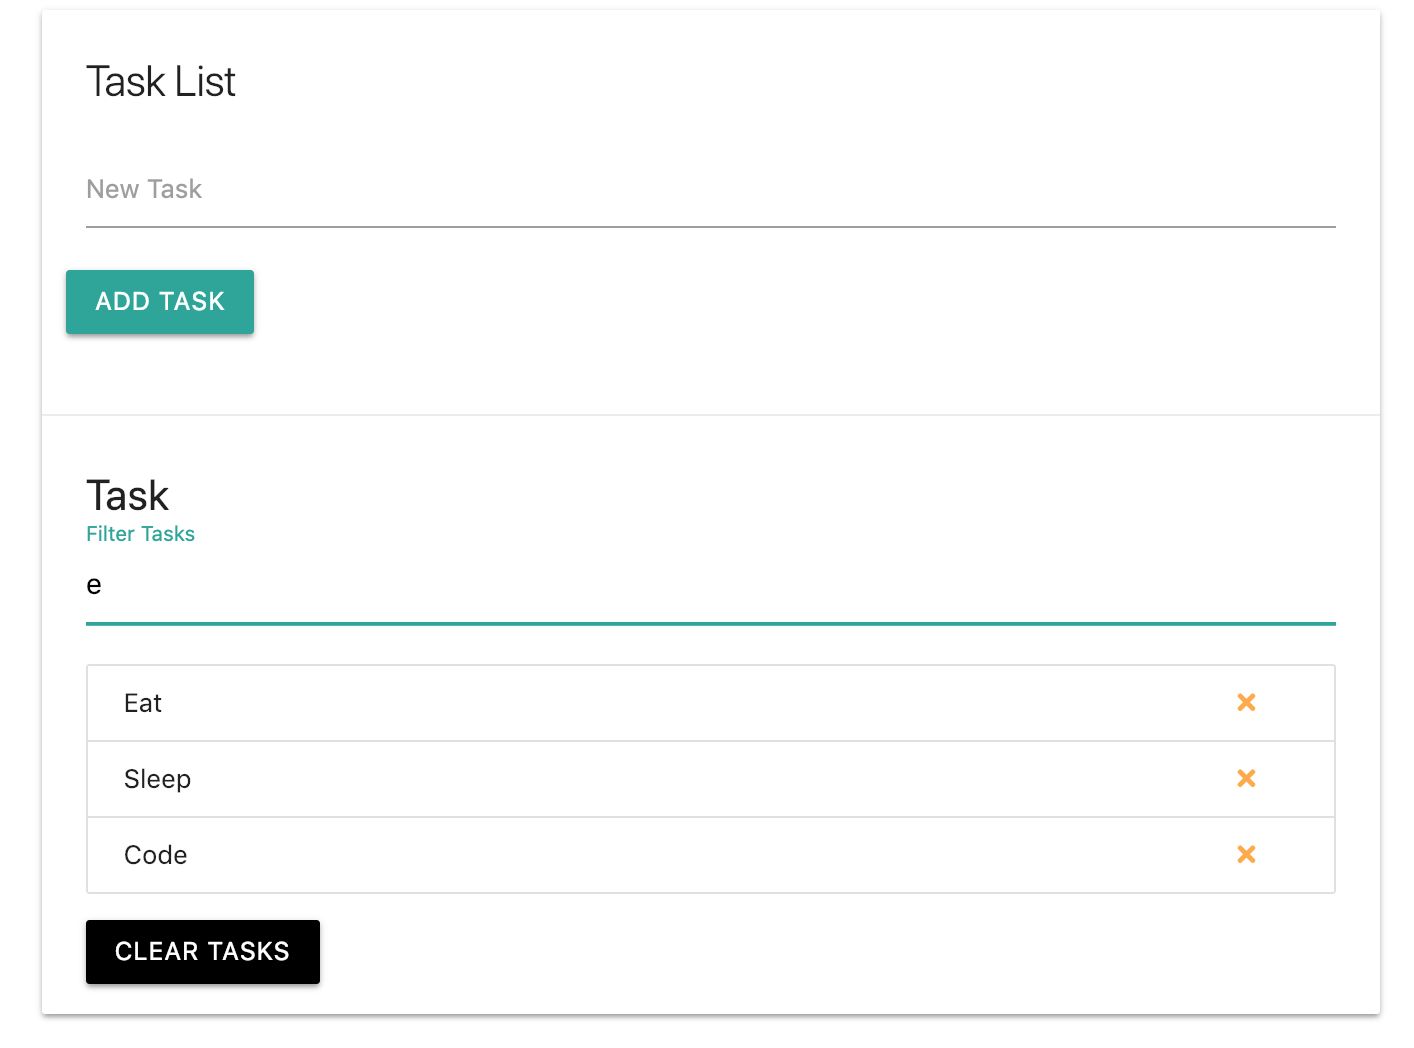 Task List
New Task
ADD TASK
Task
Filter Tasks
e
Eat
Sleep
Code
CLEAR TASKS